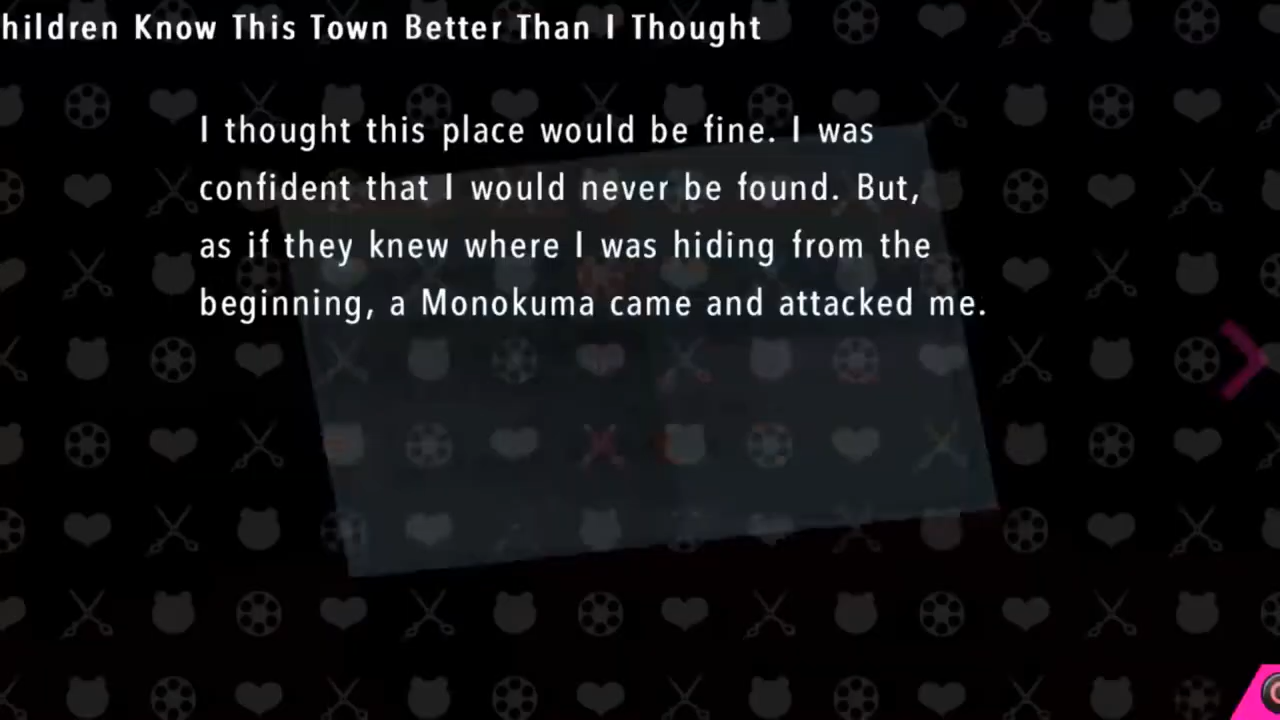 hildren Know This Town Better Than I Thought
I thought this place would be fine. I was
confident that I would never be found. But,
as if they knew where I was hiding from the
beginning, a Monokuma came and attacked me.